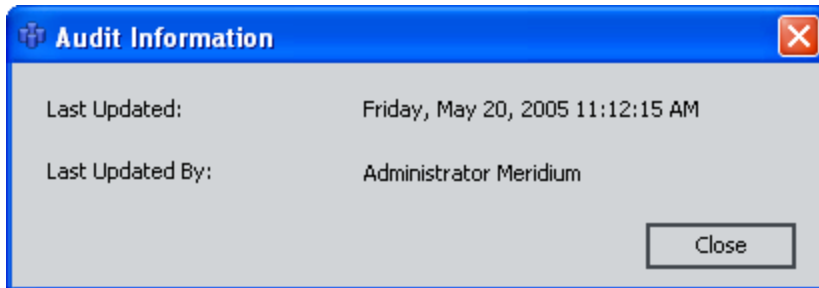 Audit Information
Last Updated: Friday, May 20, 2005 11:12:15 AM
Last Updated By: Administrator Meridium
Close